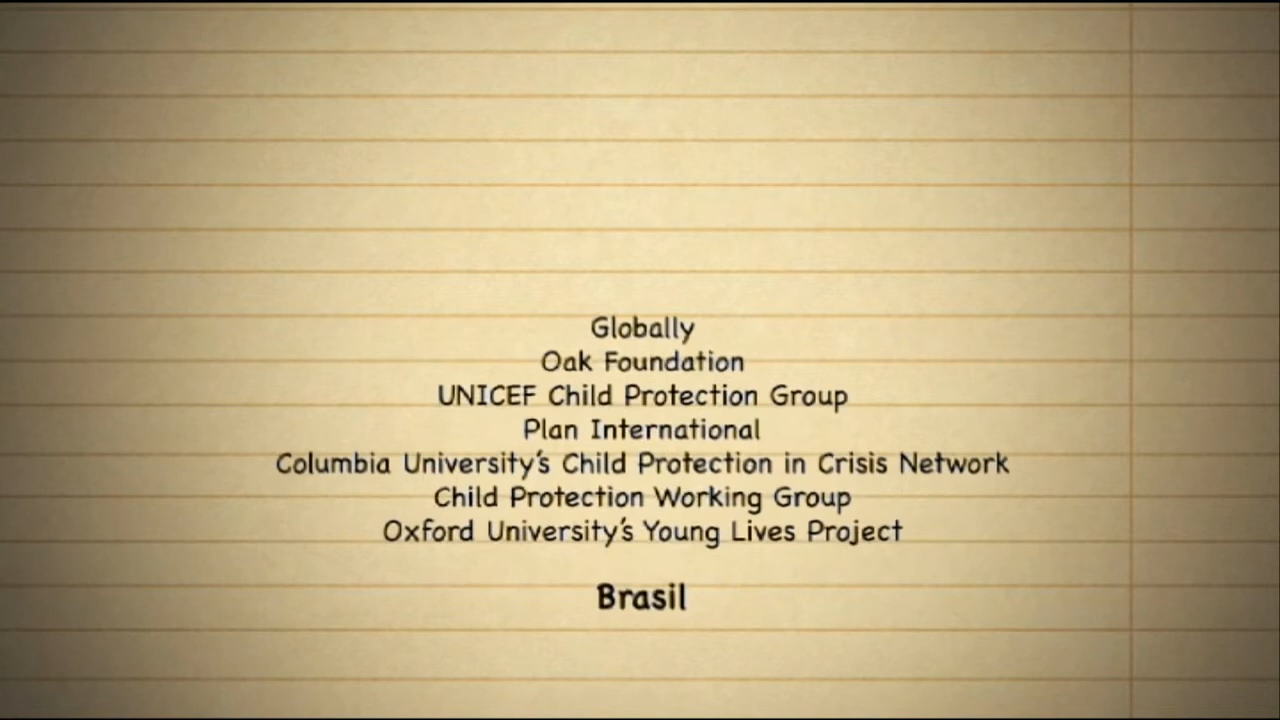 Globally
Oak Foundation
UNICEF Child Protection Group
Plan International
Columbia University's Child Protection in Crisis Network
Child Protection Working Group
Oxford University's Young Lives Project
Brasil